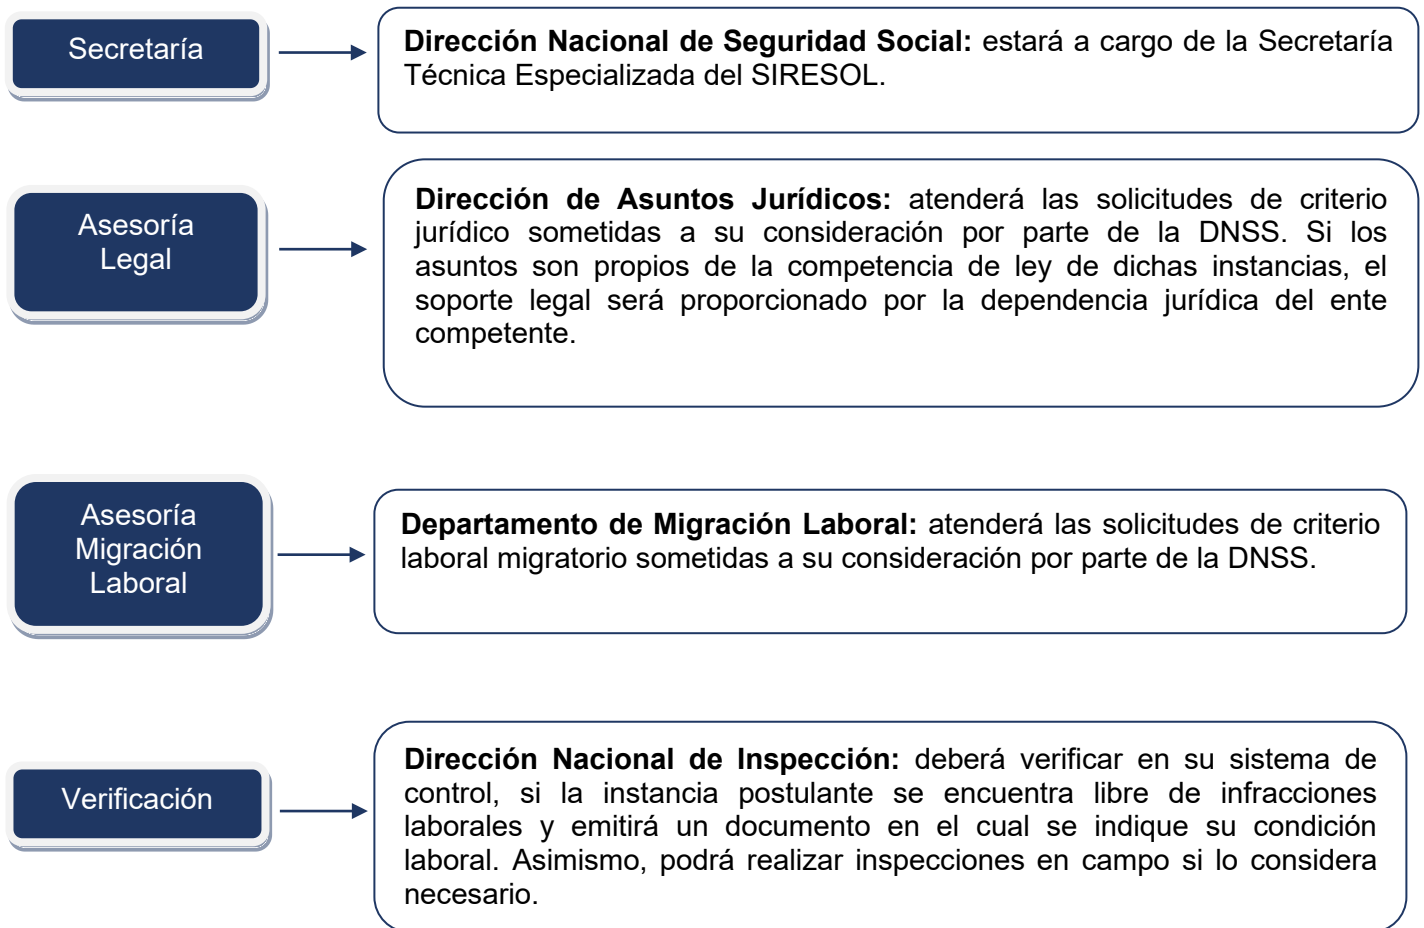 Secretaría
Dirección Nacional de Seguridad Social: estará a cargo de la Secretaría
Técnica Especializada del SIRESOL.
Asesoría
Legal
Dirección de Asuntos Jurídicos: atenderá las solicitudes de criterio
jurídico sometidas a su consideración por parte de la DNSS. Si los
asuntos son propios de la competencia de ley de dichas instancias, el
soporte legal será proporcionado por la dependencia jurídica del ente
competente.
Asesoría
Migración
Laboral
Departamento de Migración Laboral: atenderá las solicitudes de criterio
laboral migratorio sometidas a su consideración por parte de la DNSS.
Verificación
Dirección Nacional de Inspección: deberá verificar en su sistema de
control, si la instancia postulante se encuentra libre de infracciones
laborales y emitirá un documento en el cual se indique su condición
laboral. Asimismo, podrá realizar inspecciones en campo si lo considera
necesario.